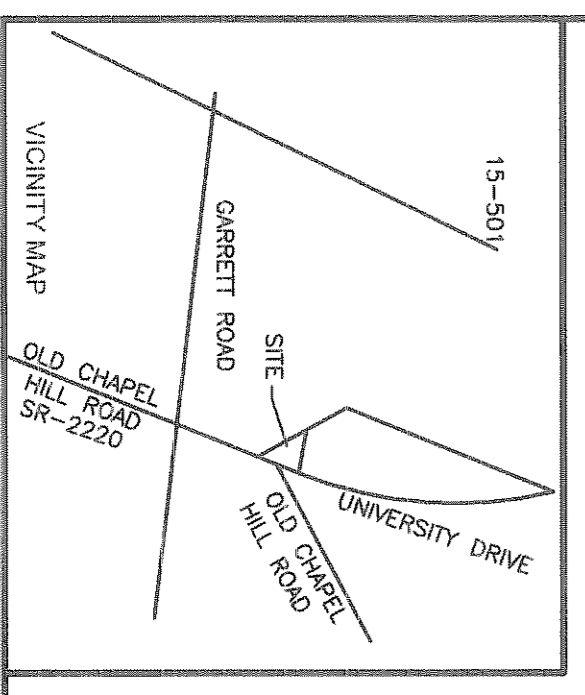 15-501
GARRETT ROAD
SITE
UNIVERSITY DRIVE
OLD CHAPEL
HILL ROAD
OLD CHAPEL
HILL ROAD
SR-2220
VICINITY MAP